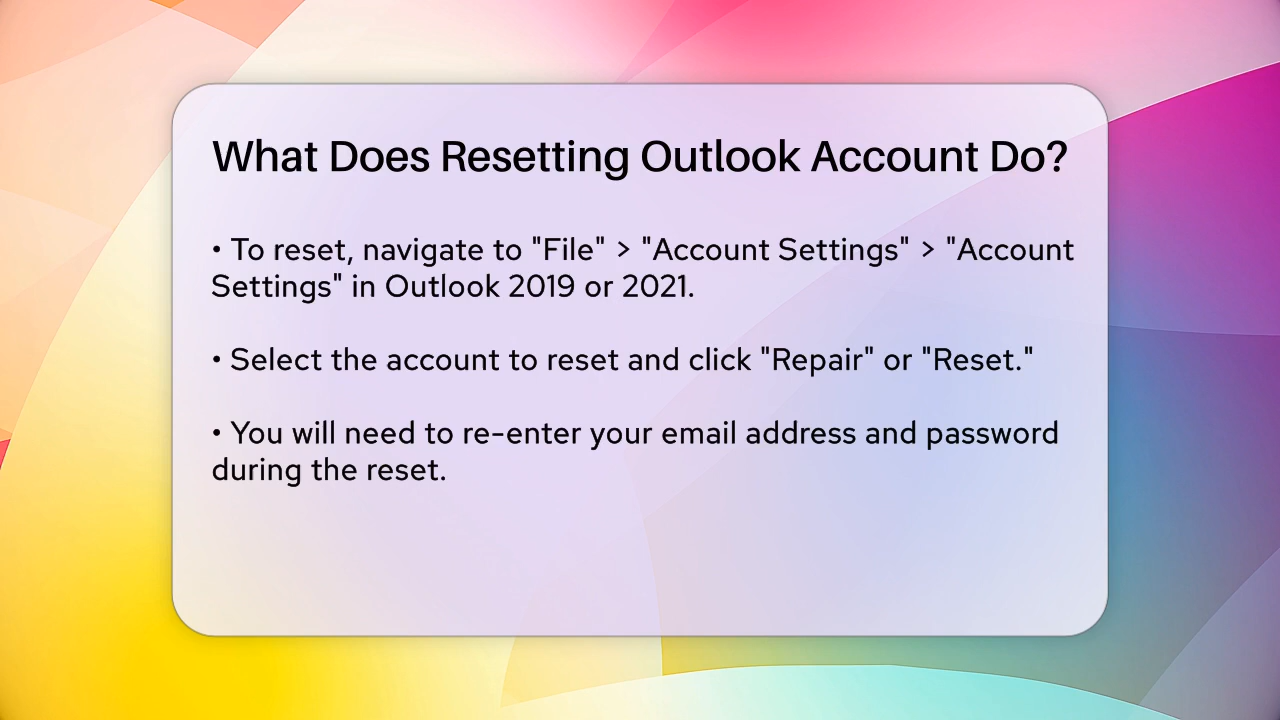 What Does Resetting Outlook Account Do?
• To reset, navigate to "File" > "Account Settings" > "Account
Settings" in Outlook 2019 or 2021.
• Select the account to reset and click "Repair" or "Reset."
• You will need to re-enter your email address and password
during the reset.